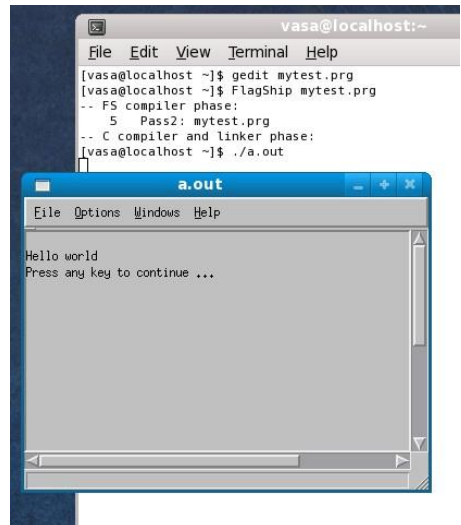 vasa@localhost:~
File Edit View Terminal Help
[vasa@localhost ~]$ gedit mytest.prg
[vasa@localhost ~]$ FlagShip mytest.prg
-- FS compiler phase:
5 Pass2: mytest.prg
-- C compiler and linker phase:
[vasa@localhost ~]$ ./a.out
a.out
File Options Windows Help
Hello world
Press any key to continue ...